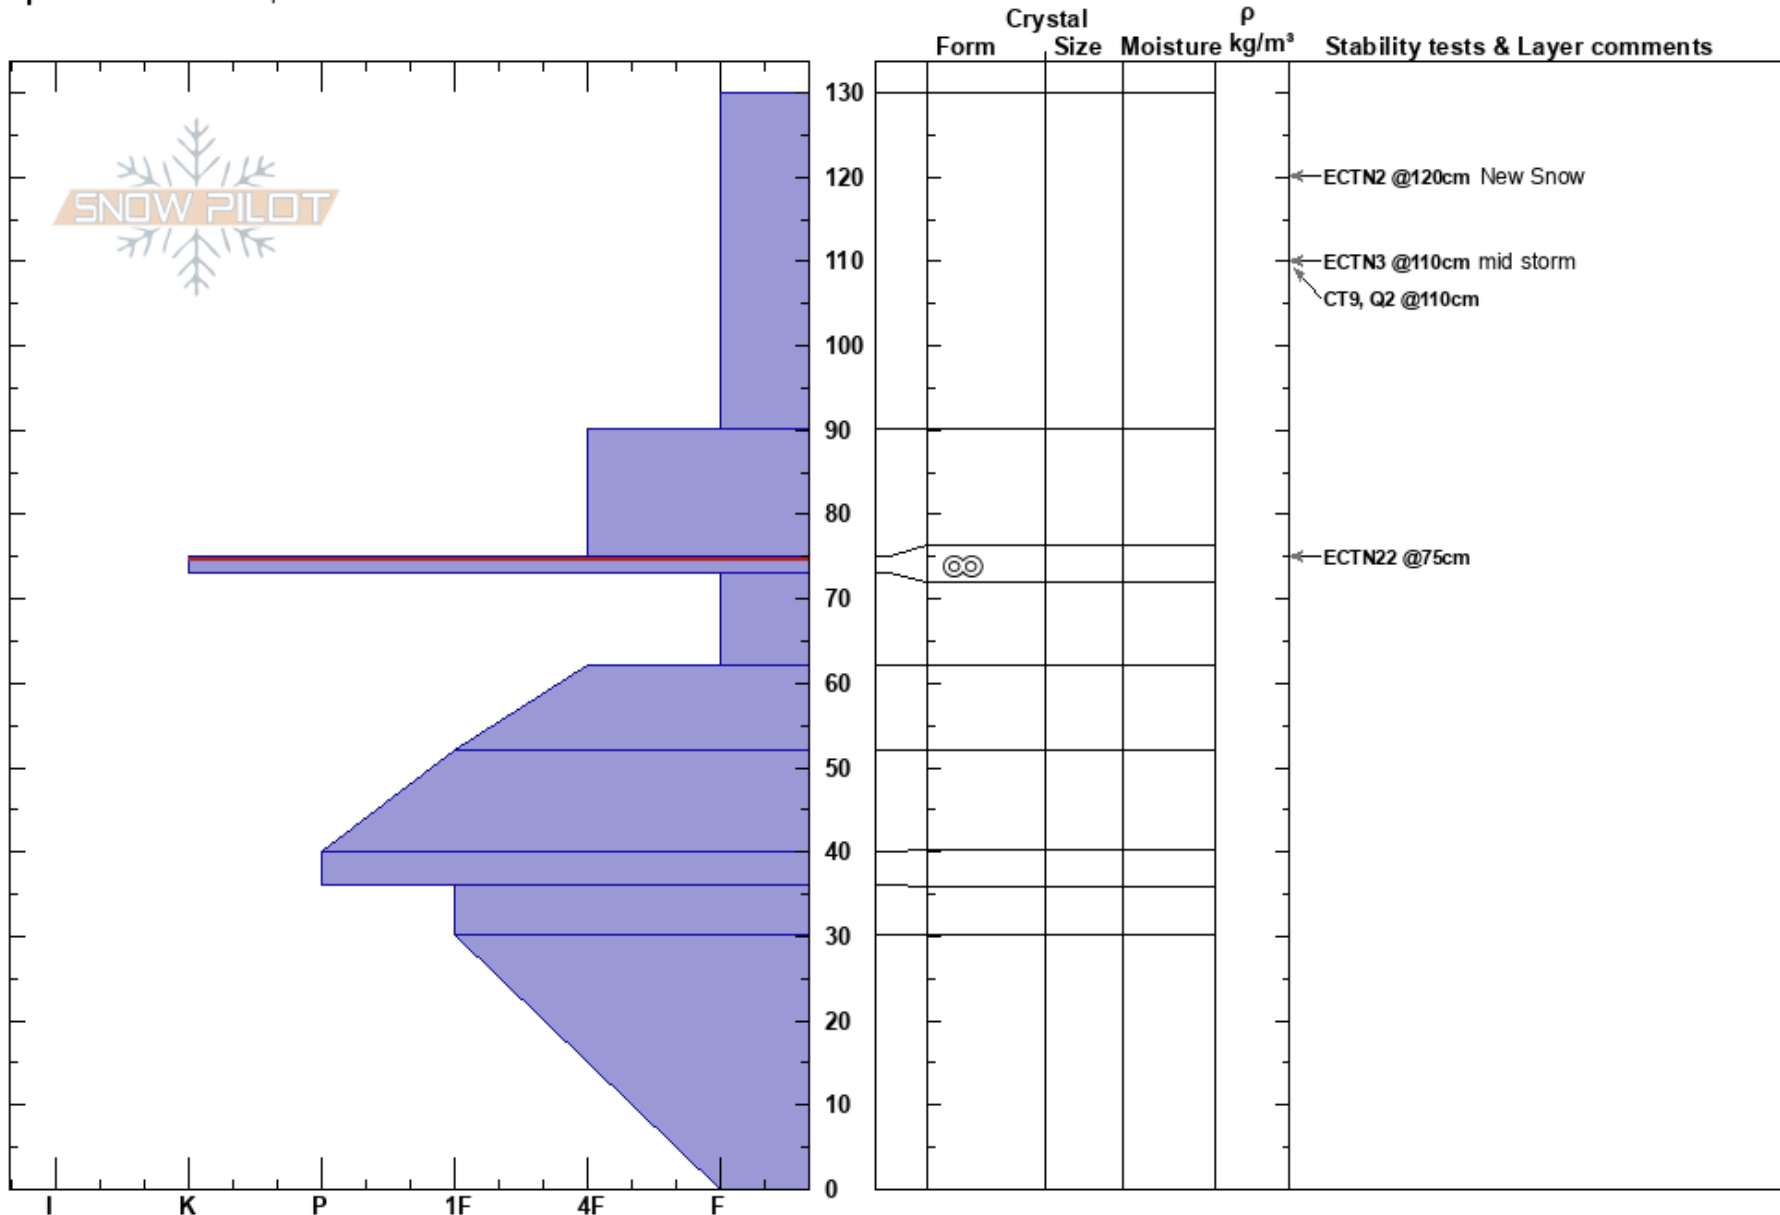 Crystal
ρ
Form Size Moisture kg/m³ Stability tests & Layer comments
SNOW PILOT
130
120
110
100
90
80
70
60
50
40
30
20
10
0
ECTN2 @120cm New Snow
ECTN3 @110cm mid storm
CT9, Q2 @110cm
ECTN22 @75cm
I K P 1F 4F F